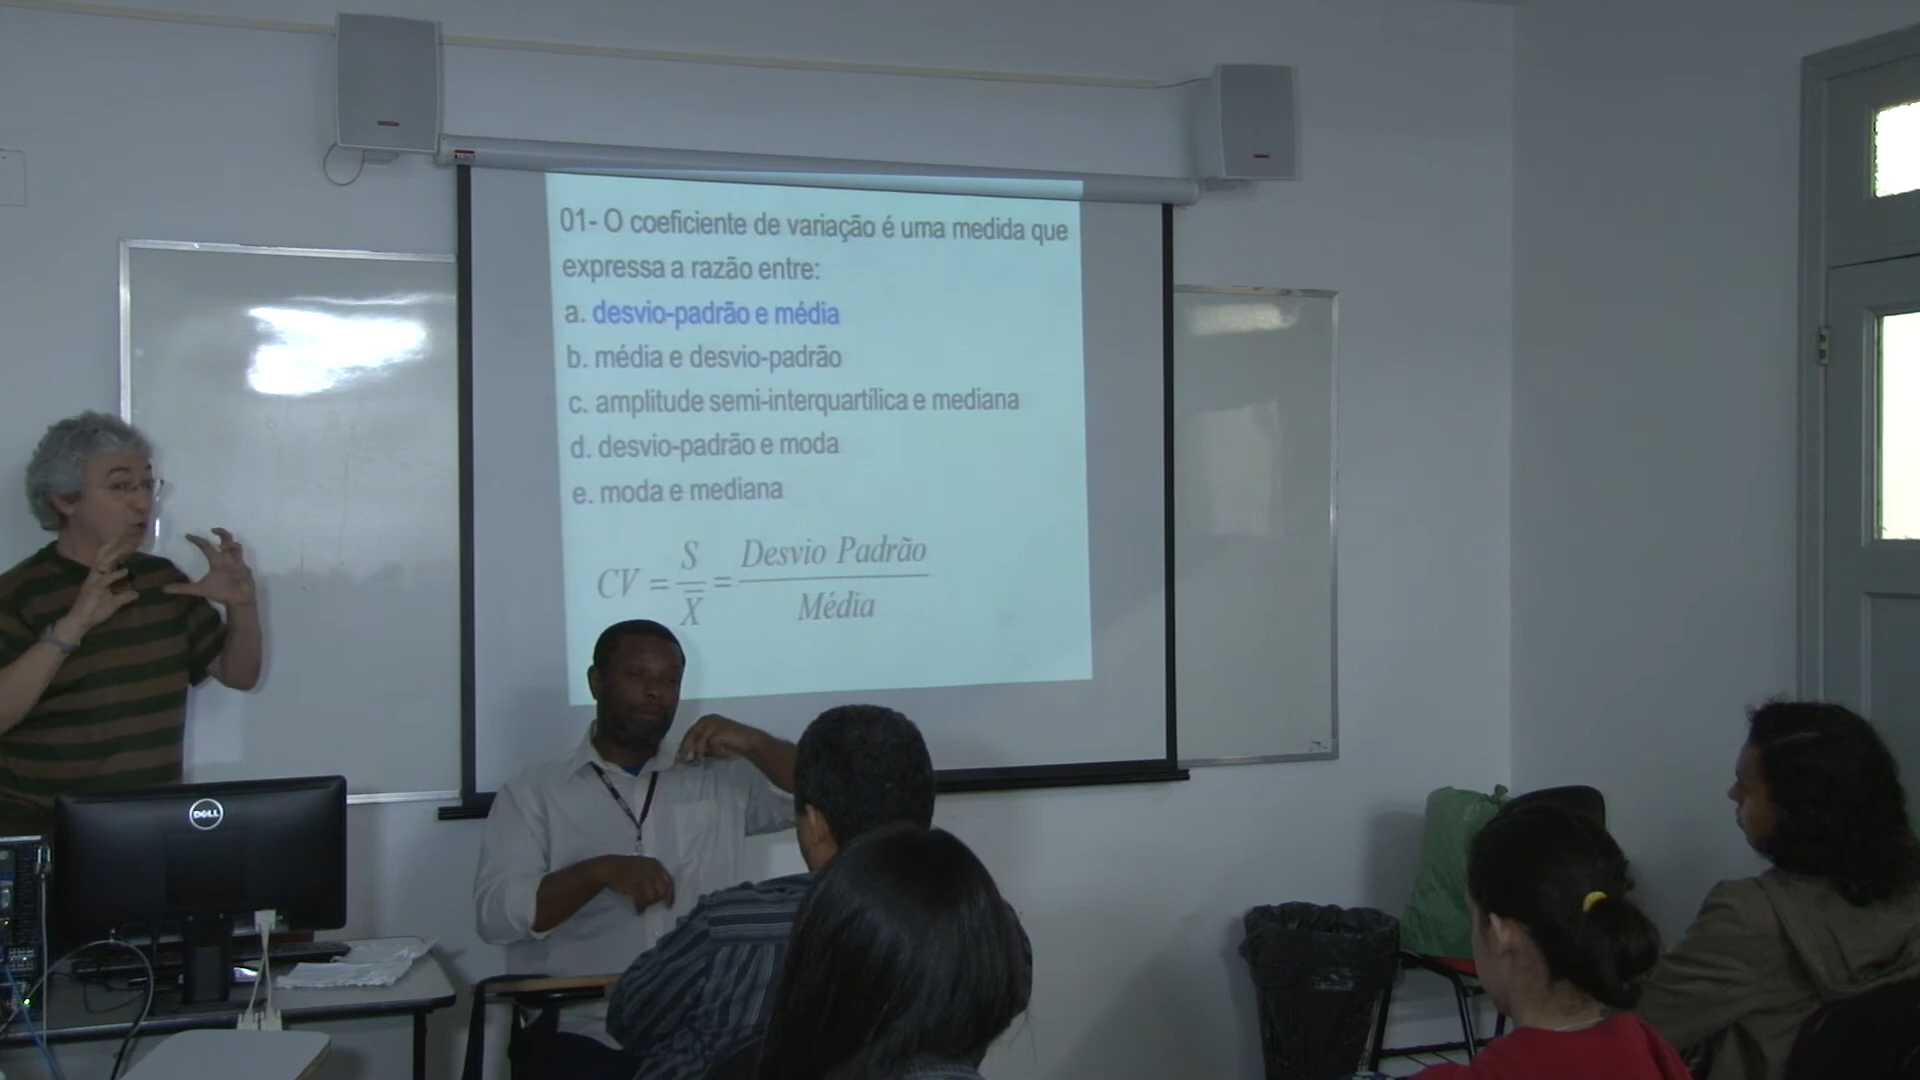 01- O coeficiente de variação é uma medida que
expressa a razão entre:
a. desvio-padrão e média
b. média e desvio-padrão
c. amplitude semi-interquartílica e mediana
d. desvio-padrão e moda
e. moda e mediana
CV = S / X̄ = Desvio Padrão / Média
DELL